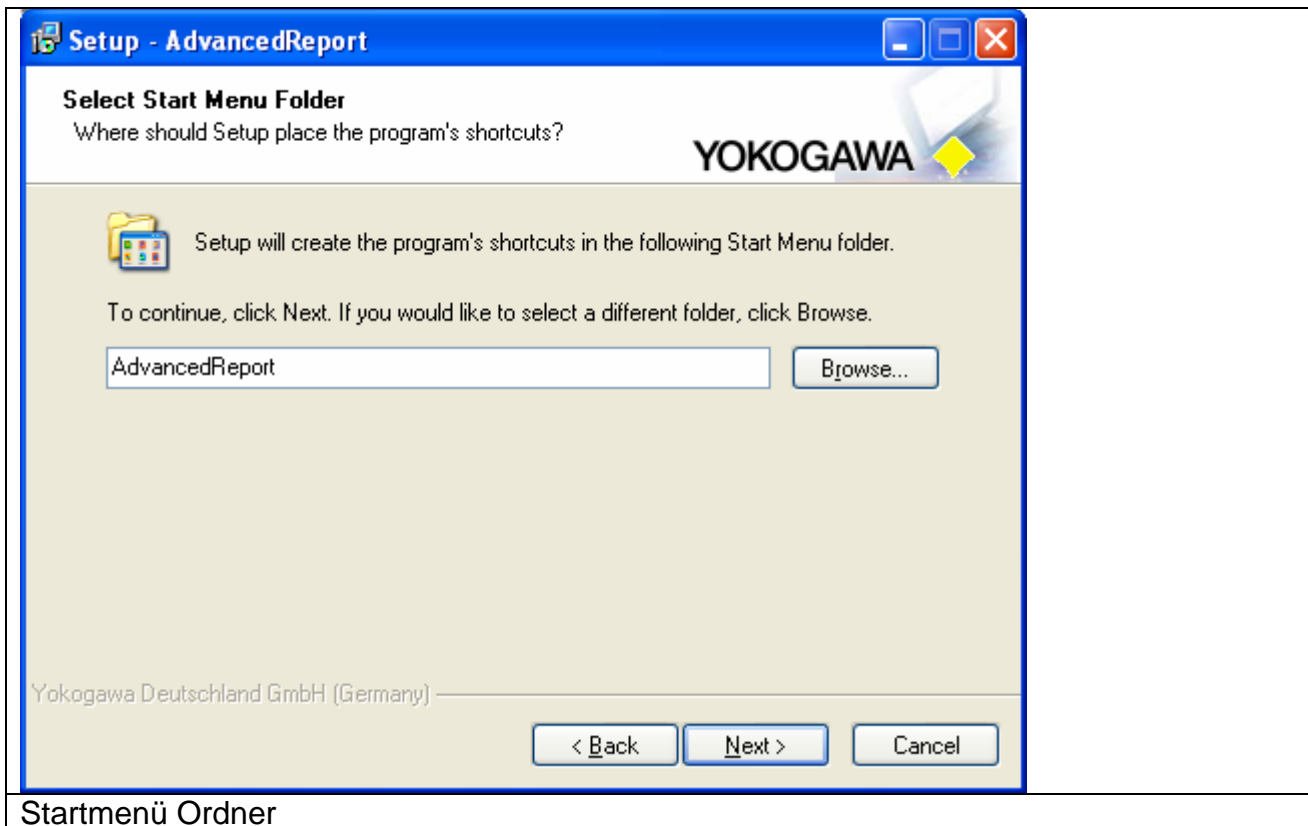 Setup - AdvancedReport
Select Start Menu Folder
Where should Setup place the program's shortcuts?
YOKOGAWA
Setup will create the program's shortcuts in the following Start Menu folder.
To continue, click Next. If you would like to select a different folder, click Browse.
AdvancedReport
Browse...
Yokogawa Deutschland GmbH (Germany)
< Back
Next >
Cancel
Startmenü Ordner